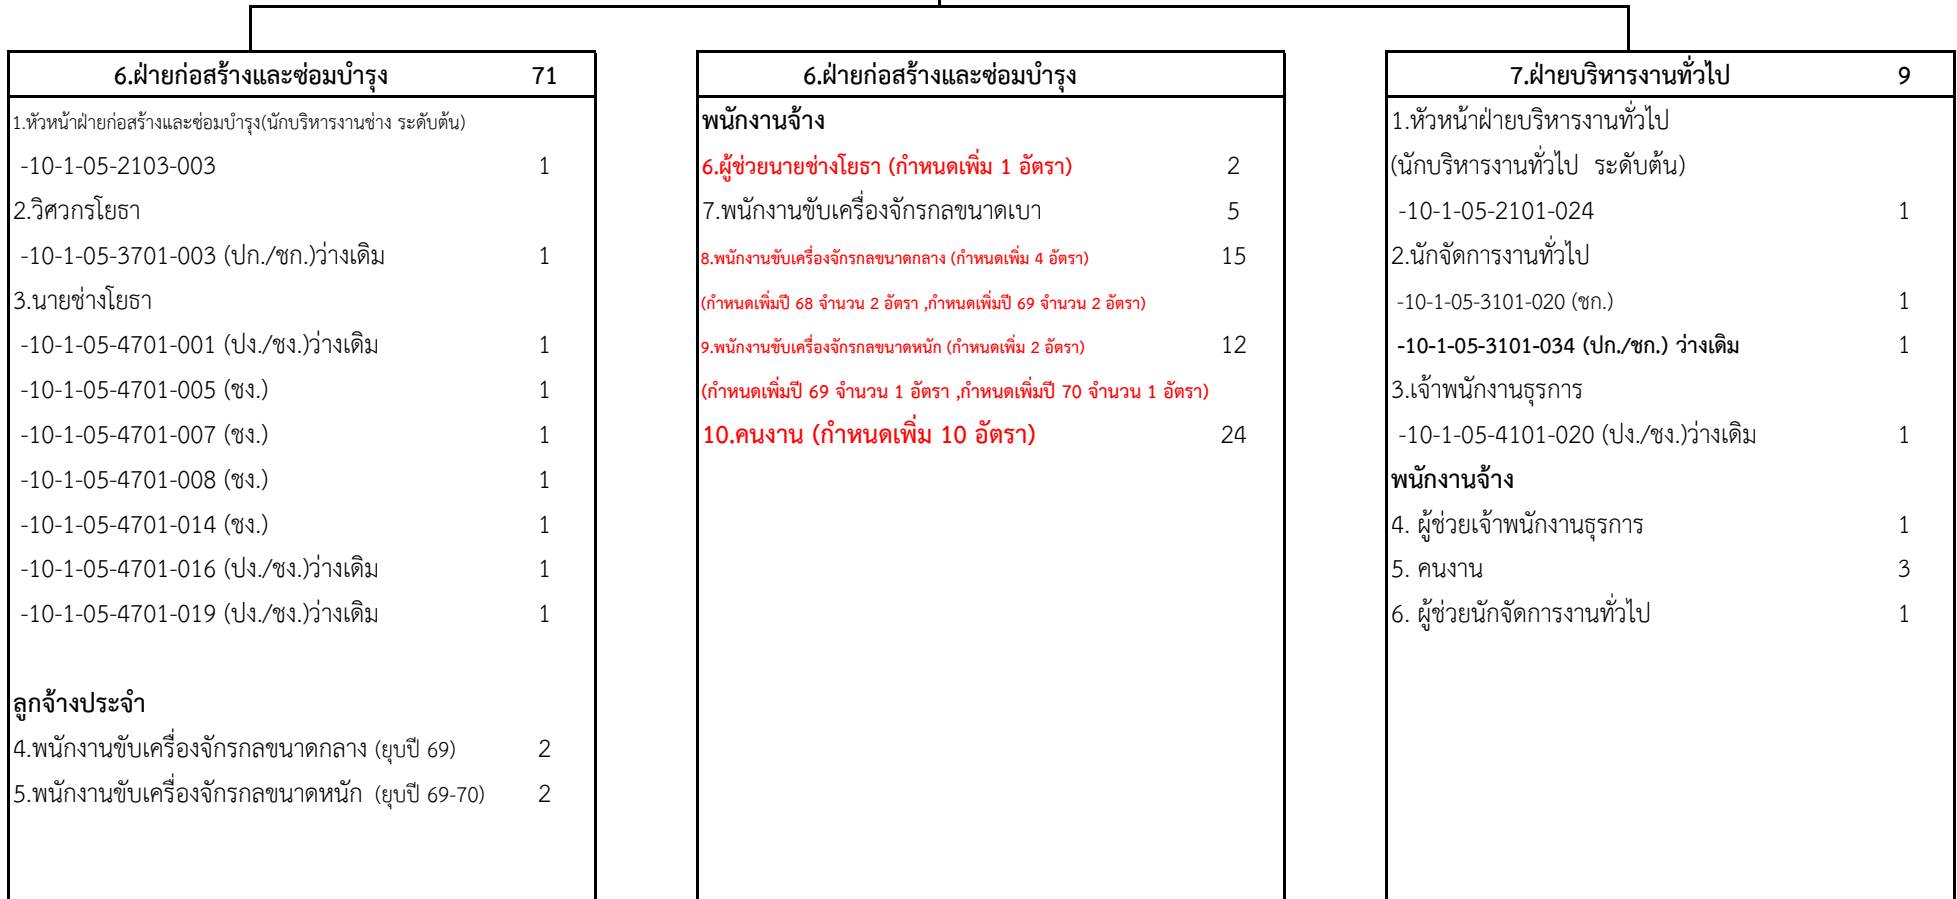 6.ฝ่ายก่อสร้างและซ่อมบำรุง 71
1.หัวหน้าฝ่ายก่อสร้างและซ่อมบำรุง(นักบริหารงานช่าง ระดับต้น)
-10-1-05-2103-003 1
2.วิศวกรโยธา
-10-1-05-3701-003 (ปก./ชก.)ว่างเดิม 1
3.นายช่างโยธา
-10-1-05-4701-001 (ปง./ชง.)ว่างเดิม 1
-10-1-05-4701-005 (ชง.) 1
-10-1-05-4701-007 (ชง.) 1
-10-1-05-4701-008 (ชง.) 1
-10-1-05-4701-014 (ชง.) 1
-10-1-05-4701-016 (ปง./ชง.)ว่างเดิม 1
-10-1-05-4701-019 (ปง./ชง.)ว่างเดิม 1
ลูกจ้างประจำ
4.พนักงานขับเครื่องจักรกลขนาดกลาง (ยุบปี 69) 2
5.พนักงานขับเครื่องจักรกลขนาดหนัก (ยุบปี 69-70) 2
6.ฝ่ายก่อสร้างและซ่อมบำรุง
พนักงานจ้าง
6.ผู้ช่วยนายช่างโยธา (กำหนดเพิ่ม 1 อัตรา) 2
7.พนักงานขับเครื่องจักรกลขนาดเบา 5
8.พนักงานขับเครื่องจักรกลขนาดกลาง (กำหนดเพิ่ม 4 อัตรา) 15
(กำหนดเพิ่มปี 68 จำนวน 2 อัตรา ,กำหนดเพิ่มปี 69 จำนวน 2 อัตรา)
9.พนักงานขับเครื่องจักรกลขนาดหนัก (กำหนดเพิ่ม 2 อัตรา) 12
(กำหนดเพิ่มปี 69 จำนวน 1 อัตรา ,กำหนดเพิ่มปี 70 จำนวน 1 อัตรา)
10.คนงาน (กำหนดเพิ่ม 10 อัตรา) 24
7.ฝ่ายบริหารงานทั่วไป 9
1.หัวหน้าฝ่ายบริหารงานทั่วไป
(นักบริหารงานทั่วไป ระดับต้น)
-10-1-05-2101-024 1
2.นักจัดการงานทั่วไป
-10-1-05-3101-020 (ชก.) 1
-10-1-05-3101-034 (ปก./ชก.) ว่างเดิม 1
3.เจ้าพนักงานธุรการ
-10-1-05-4101-020 (ปง./ชง.)ว่างเดิม 1
พนักงานจ้าง
4. ผู้ช่วยเจ้าพนักงานธุรการ 1
5. คนงาน 3
6. ผู้ช่วยนักจัดการงานทั่วไป 1